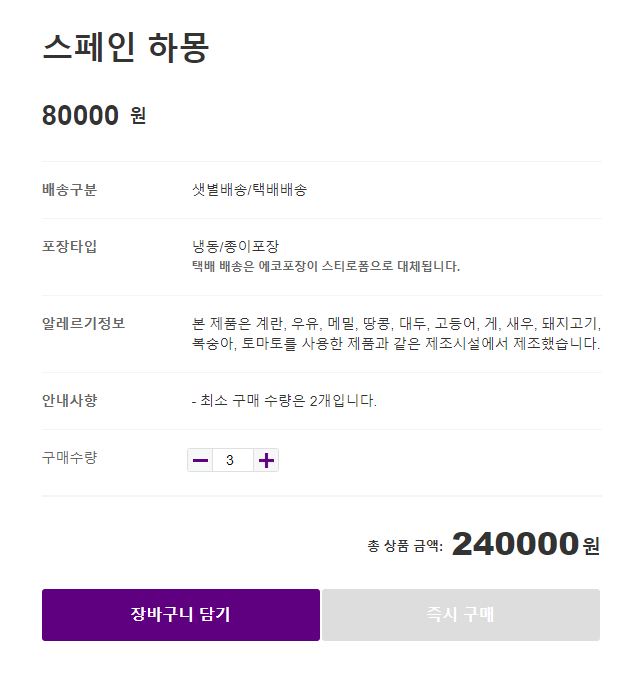 스페인 하몽
80000 원
배송구분 샛별배송/택배배송
포장타입 냉동/종이포장
택배 배송은 에코포장이 스티로폼으로 대체됩니다.
알레르기정보 본 제품은 계란, 우유, 메밀, 땅콩, 대두, 고등어, 게, 새우, 돼지고기,
복숭아, 토마토를 사용한 제품과 같은 제조시설에서 제조했습니다.
안내사항 - 최소 구매 수량은 2개입니다.
구매수량 3
총 상품 금액: 240000원
장바구니 담기 즉시 구매